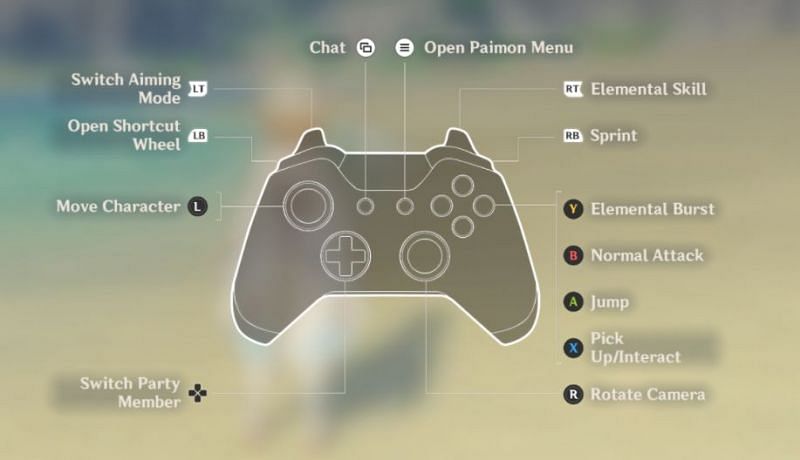 Chat
Open Paimon Menu
Switch Aiming
Mode
LT
RT
Elemental Skill
Open Shortcut
Wheel
LB
RB
Sprint
Move Character
L
Y
Elemental Burst
B
Normal Attack
A
Jump
X
Pick
Up/Interact
Switch Party
Member
R
Rotate Camera